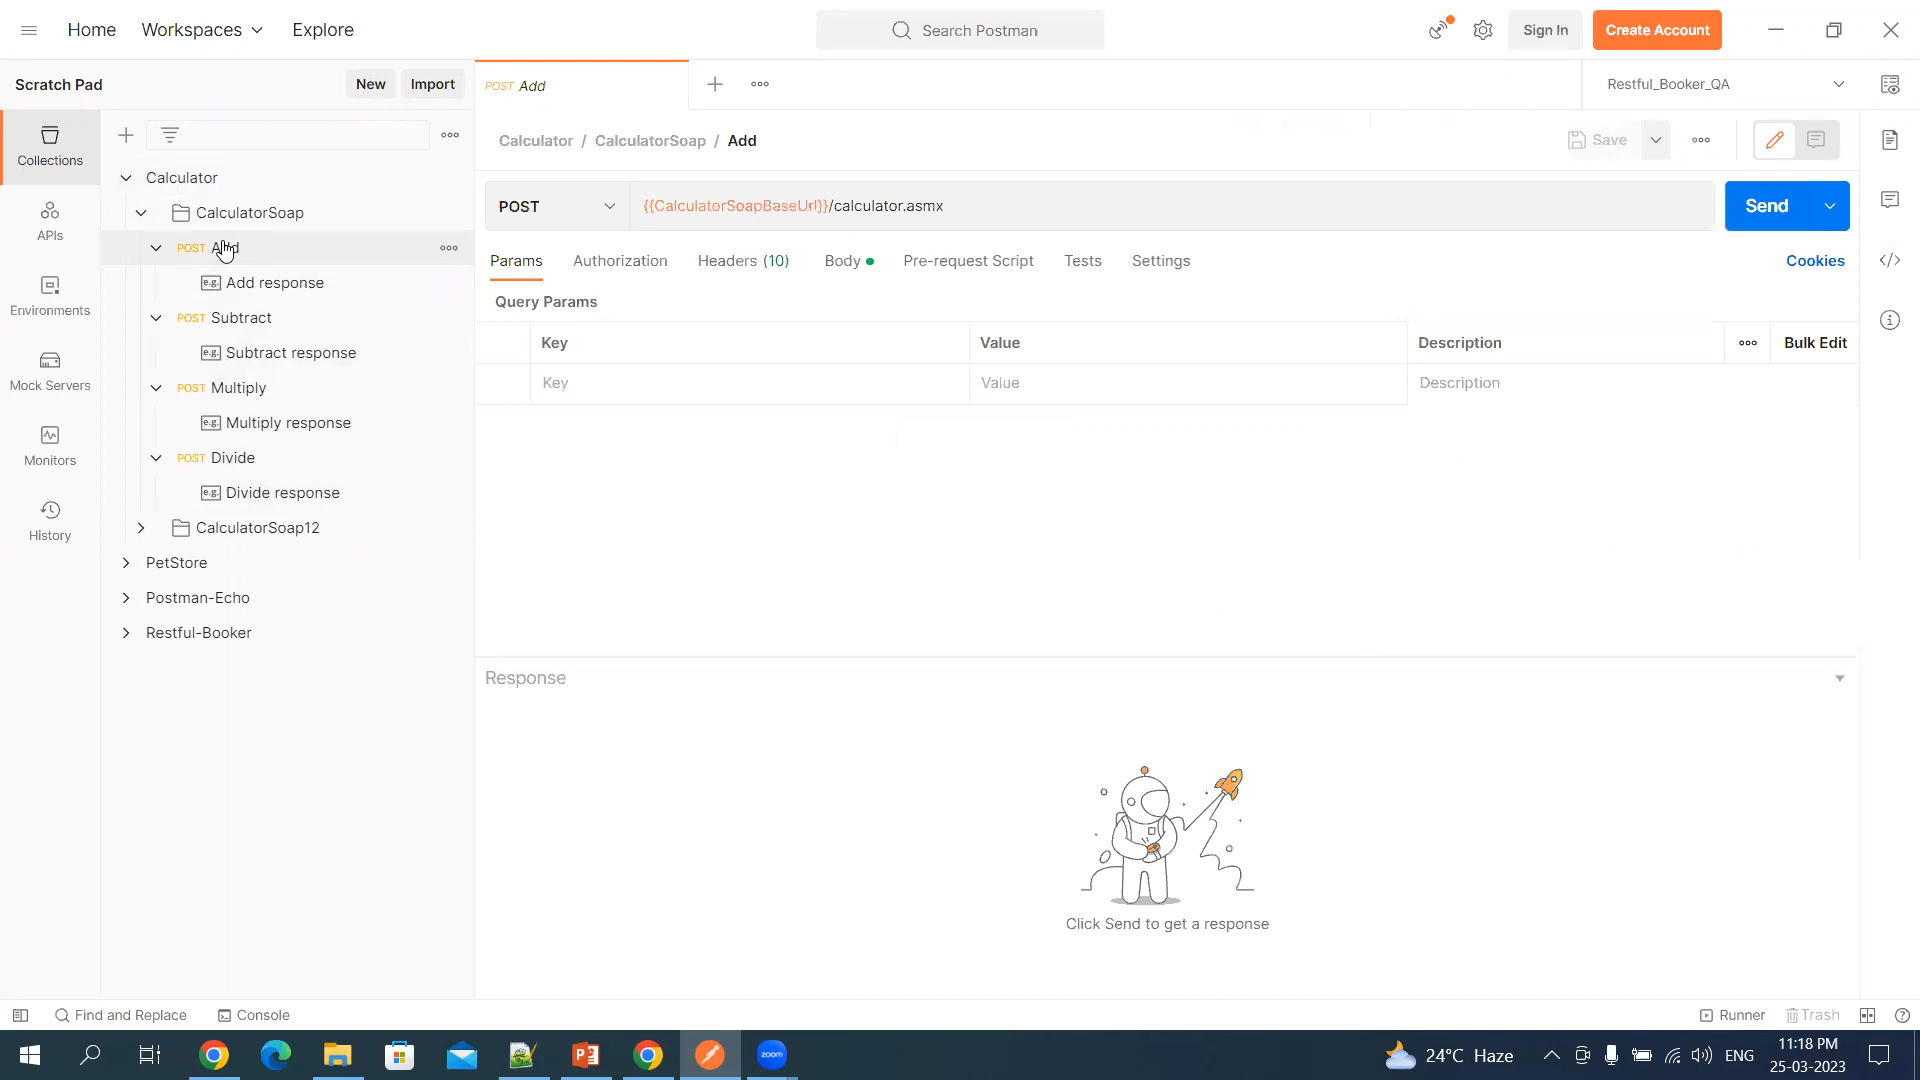 Home Workspaces Explore Search Postman Sign In Create Account
Scratch Pad New Import POST Add Restful_Booker_QA
Collections
APIs
Environments
Mock Servers
Monitors
History
Calculator
CalculatorSoap
POST Add
e.g. Add response
POST Subtract
e.g. Subtract response
POST Multiply
e.g. Multiply response
POST Divide
e.g. Divide response
CalculatorSoap12
PetStore
Postman-Echo
Restful-Booker
Calculator / CalculatorSoap / Add Save
POST {{CalculatorSoapBaseUrl}}/calculator.asmx Send
Params Authorization Headers (10) Body Pre-request Script Tests Settings Cookies
Query Params
Key Value Description Bulk Edit
Key Value Description
Response
Click Send to get a response
Find and Replace Console Runner Trash
zoom 24°C Haze ENG 11:18 PM
25-03-2023